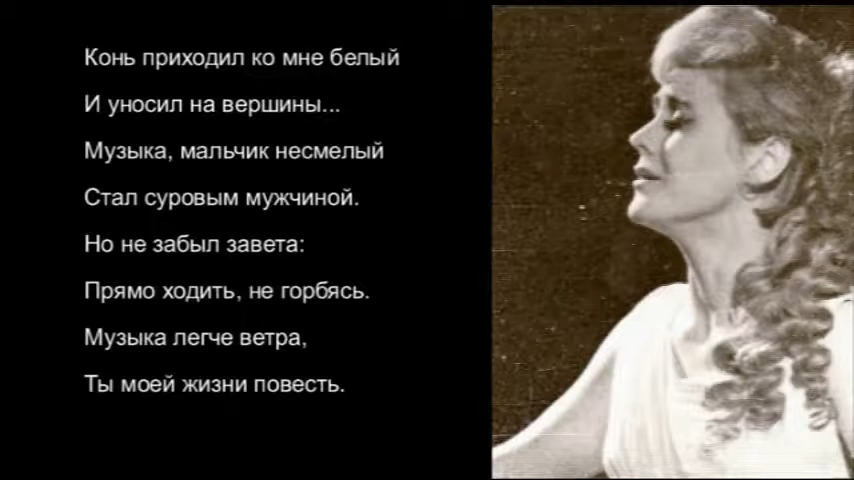 Конь приходил ко мне белый
И уносил на вершины...
Музыка, мальчик несмелый
Стал суровым мужчиной.
Но не забыл завета:
Прямо ходить, не горбясь.
Музыка легче ветра,
Ты моей жизни повесть.